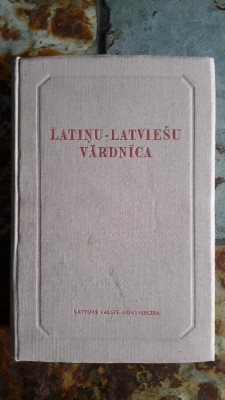 LATIŅU-LATVIEŠU
VĀRDNĪCA
LATVIJAS VALSTS IZDEVNIECĪBA